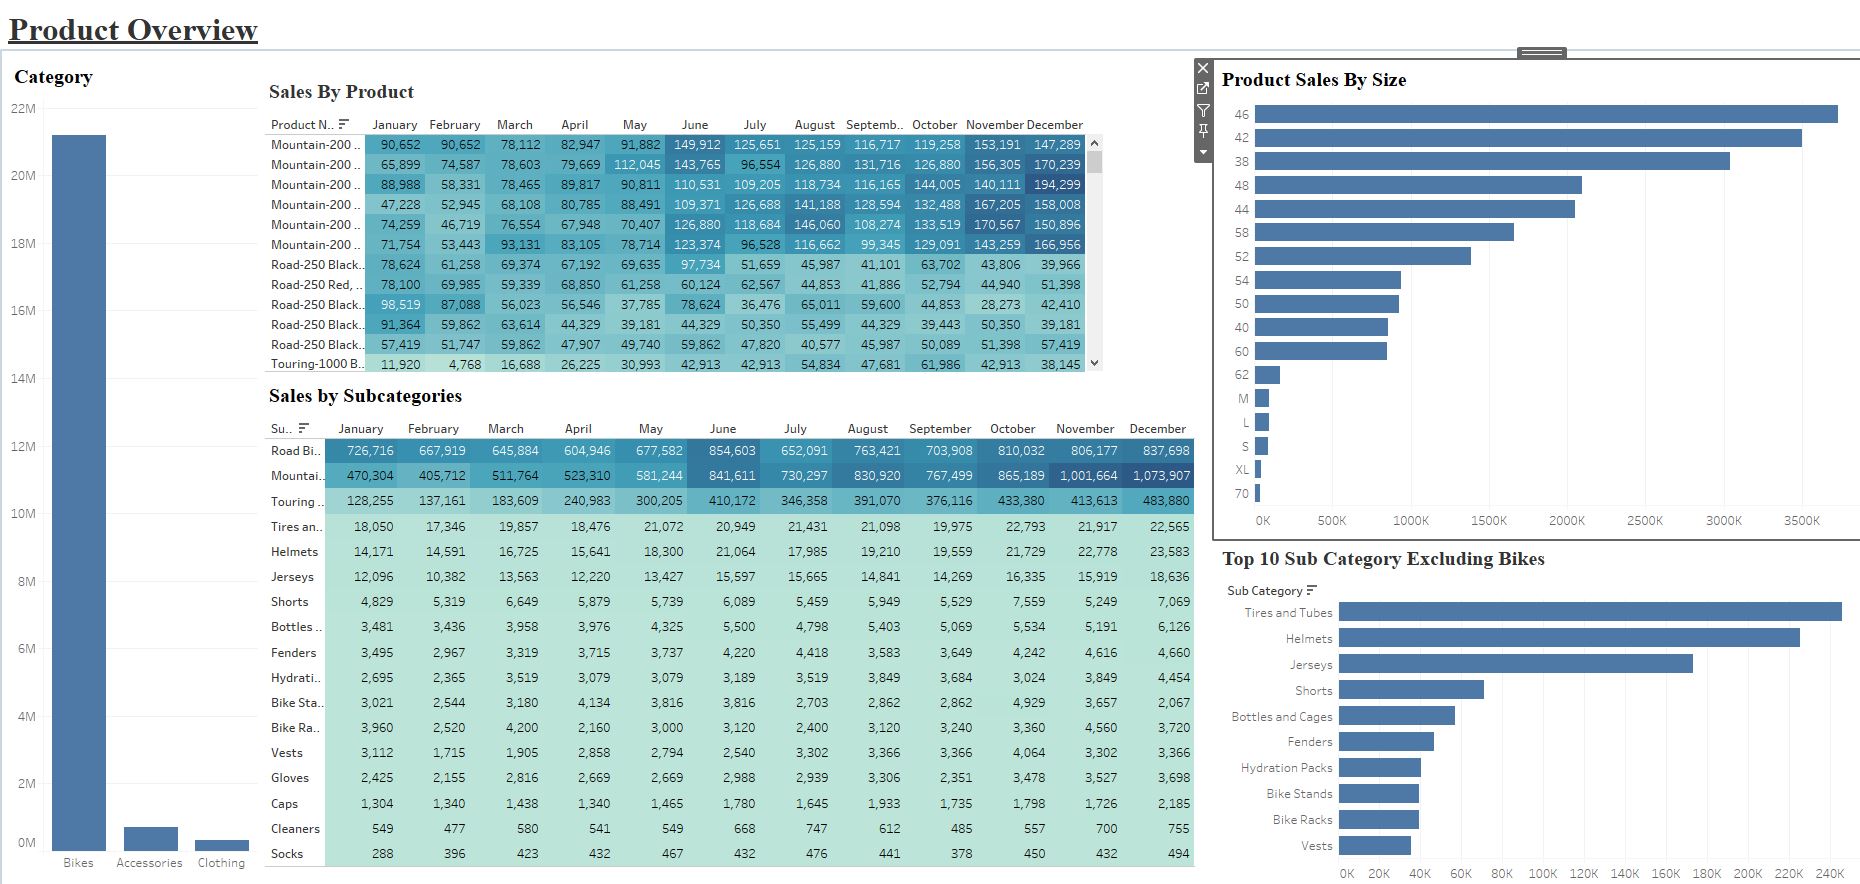 Product Overview
Category
22M
20M
18M
16M
14M
12M
10M
8M
6M
4M
2M
0M
Bikes Accessories Clothing
Sales By Product
Product N.. January February March April May June July August Septemb.. October November December
Mountain-200 .. 90,652 90,652 78,112 82,947 91,882 149,912 125,651 125,159 116,717 119,258 153,191 147,289
Mountain-200 .. 65,899 74,587 78,603 79,669 112,045 143,765 96,554 126,880 131,716 126,880 156,305 170,239
Mountain-200 .. 88,988 58,331 78,465 89,817 90,811 110,531 109,205 118,734 116,165 144,005 140,111 194,299
Mountain-200 .. 47,228 52,945 68,108 80,785 88,491 109,371 126,688 141,188 128,594 132,488 167,205 158,008
Mountain-200 .. 74,259 46,719 76,554 67,948 70,407 126,880 118,684 146,060 108,274 133,519 170,567 150,896
Mountain-200 .. 71,754 53,443 93,131 83,105 78,714 123,374 96,528 116,662 99,345 129,091 143,259 166,956
Road-250 Black.. 78,624 61,258 69,374 67,192 69,635 97,734 51,659 45,987 41,101 63,702 43,806 39,966
Road-250 Red, .. 78,100 69,985 59,339 68,850 61,258 60,124 62,567 44,853 41,886 52,794 44,940 51,398
Road-250 Black.. 98,519 87,088 56,023 56,546 37,785 78,624 36,476 65,011 59,600 44,853 28,273 42,410
Road-250 Black.. 91,364 59,862 63,614 44,329 39,181 44,329 50,350 55,499 44,329 39,443 50,350 39,181
Road-250 Black.. 57,419 51,747 59,862 47,907 49,740 59,862 47,820 40,577 45,987 50,089 51,398 57,419
Touring-1000 B.. 11,920 4,768 16,688 26,225 30,993 42,913 42,913 54,834 47,681 61,986 42,913 38,145
Sales by Subcategories
Su.. January February March April May June July August September October November December
Road Bi.. 726,716 667,919 645,884 604,946 677,582 854,603 652,091 763,421 703,908 810,032 806,177 837,698
Mountai.. 470,304 405,712 511,764 523,310 581,244 841,611 730,297 830,920 767,499 865,189 1,001,664 1,073,907
Touring .. 128,255 137,161 183,609 240,983 300,205 410,172 346,358 391,070 376,116 433,380 413,613 483,880
Tires an.. 18,050 17,346 19,857 18,476 21,072 20,949 21,431 21,098 19,975 22,793 21,917 22,565
Helmets 14,171 14,591 16,725 15,641 18,300 21,064 17,985 19,210 19,559 21,729 22,778 23,583
Jerseys 12,096 10,382 13,563 12,220 13,427 15,597 15,665 14,841 14,269 16,335 15,919 18,636
Shorts 4,829 5,319 6,649 5,879 5,739 6,089 5,459 5,949 5,529 7,559 5,249 7,069
Bottles .. 3,481 3,436 3,958 3,976 4,325 5,500 4,798 5,403 5,069 5,534 5,191 6,126
Fenders 3,495 2,967 3,319 3,715 3,737 4,220 4,418 3,583 3,649 4,242 4,616 4,660
Hydrati.. 2,695 2,365 3,519 3,079 3,079 3,189 3,519 3,849 3,684 3,024 3,849 4,454
Bike Sta.. 3,021 2,544 3,180 4,134 3,816 3,816 2,703 2,862 2,862 4,929 3,657 2,067
Bike Ra.. 3,960 2,520 4,200 2,160 3,000 3,120 2,400 3,120 3,240 3,360 4,560 3,720
Vests 3,112 1,715 1,905 2,858 2,794 2,540 3,302 3,366 3,366 4,064 3,302 3,366
Gloves 2,425 2,155 2,816 2,669 2,669 2,988 2,939 3,306 2,351 3,478 3,527 3,698
Caps 1,304 1,340 1,438 1,340 1,465 1,780 1,645 1,933 1,735 1,798 1,726 2,185
Cleaners 549 477 580 541 549 668 747 612 485 557 700 755
Socks 288 396 423 432 467 432 476 441 378 450 432 494
Product Sales By Size
46
42
38
48
44
58
52
54
50
40
60
62
M
L
S
XL
70
0K 500K 1000K 1500K 2000K 2500K 3000K 3500K
Top 10 Sub Category Excluding Bikes
Sub Category
Tires and Tubes
Helmets
Jerseys
Shorts
Bottles and Cages
Fenders
Hydration Packs
Bike Stands
Bike Racks
Vests
0K 20K 40K 60K 80K 100K 120K 140K 160K 180K 200K 220K 240K